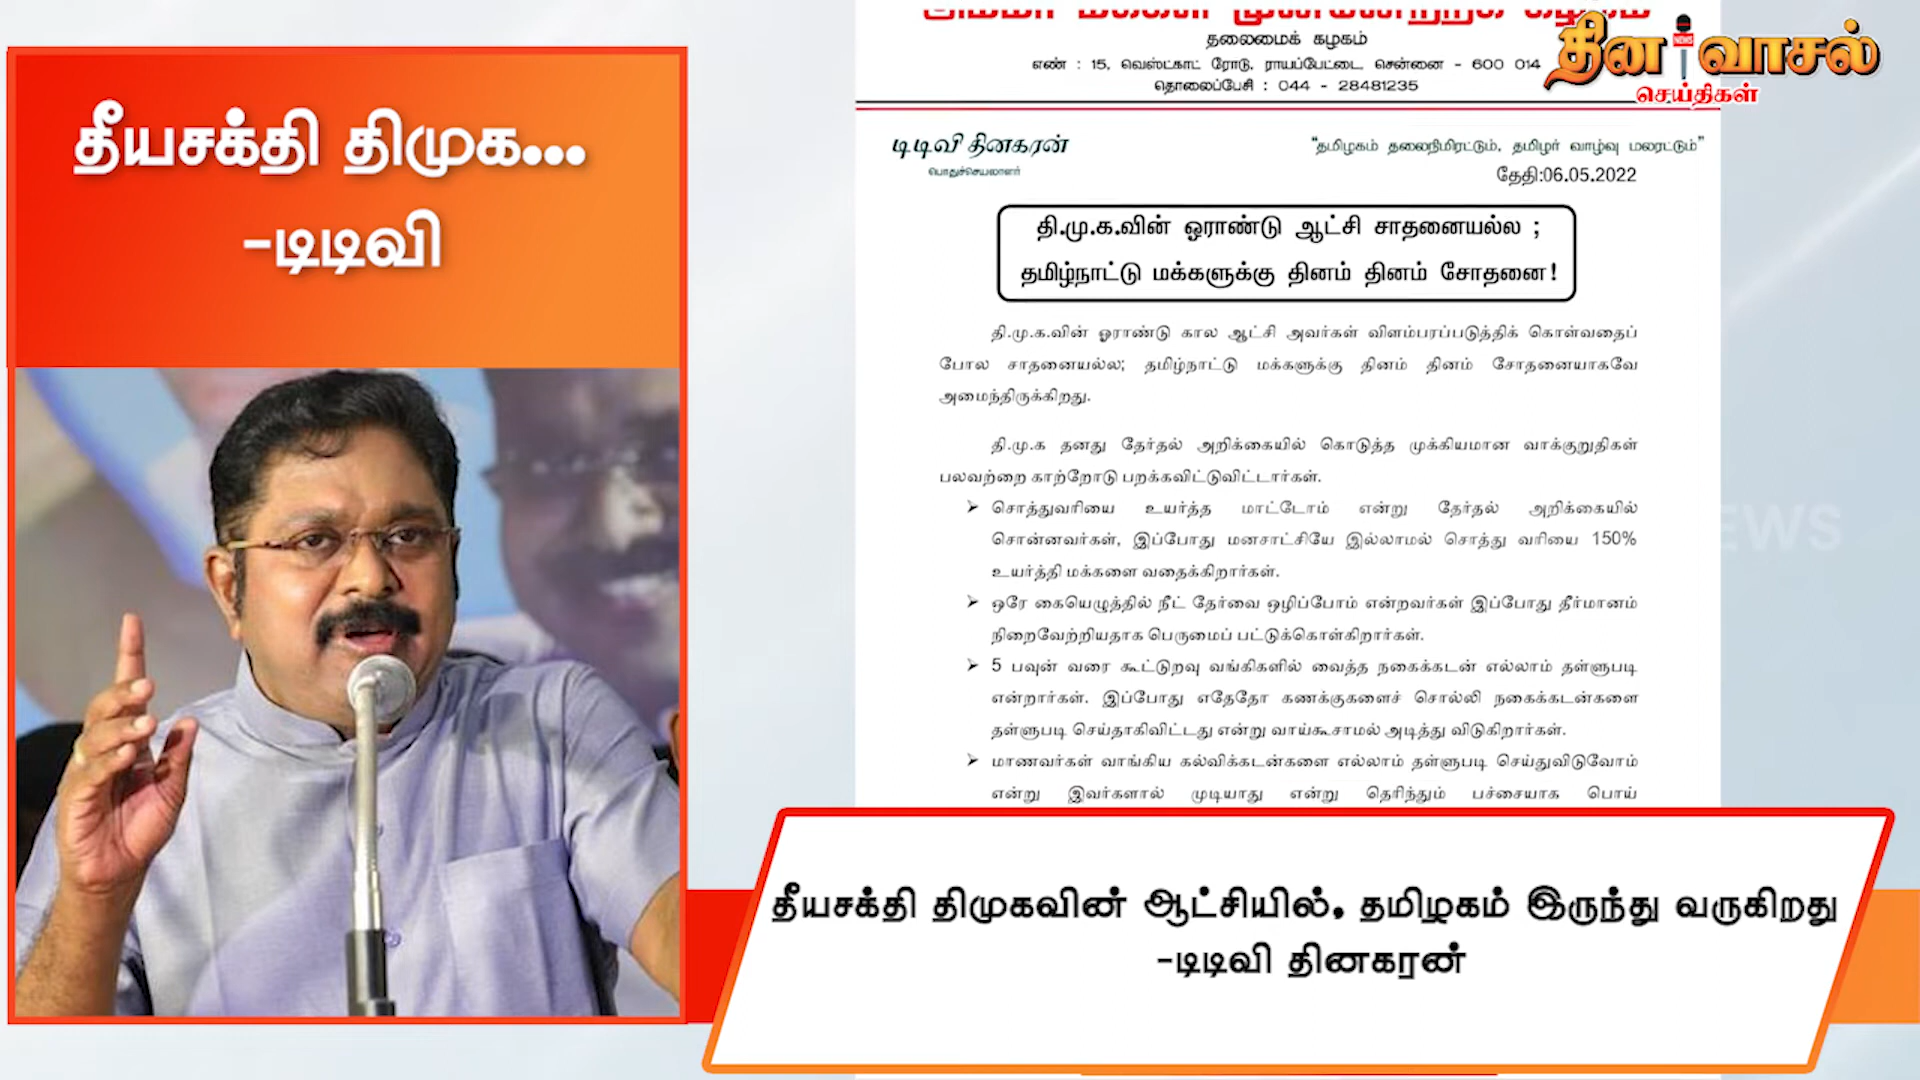 தீயசக்தி திமுக...
-டிடிவி
அம்மா மக்கள் முன்னேற்றக் கழகம்
தலைமைக் கழகம்
எண் : 15, வெஸ்ட்காட் ரோடு, ராயப்பேட்டை, சென்னை - 600 014
தொலைப்பேசி : 044 - 28481235
தின வாசல்
NEWS
செய்திகள்
டிடிவி தினகரன்
பொதுச்செயலாளர்
"தமிழகம் தலைநிமிரட்டும், தமிழர் வாழ்வு மலரட்டும்"
தேதி:06.05.2022
தி.மு.க.வின் ஓராண்டு ஆட்சி சாதனையல்ல ;
தமிழ்நாட்டு மக்களுக்கு தினம் தினம் சோதனை!
தி.மு.க.வின் ஓராண்டு கால ஆட்சி அவர்கள் விளம்பரப்படுத்திக் கொள்வதைப்
போல சாதனையல்ல; தமிழ்நாட்டு மக்களுக்கு தினம் தினம் சோதனையாகவே
அமைந்திருக்கிறது.
தி.மு.க தனது தேர்தல் அறிக்கையில் கொடுத்த முக்கியமான வாக்குறுதிகள்
பலவற்றை காற்றோடு பறக்கவிட்டுவிட்டார்கள்.
➢ சொத்துவரியை உயர்த்த மாட்டோம் என்று தேர்தல் அறிக்கையில்
சொன்னவர்கள், இப்போது மனசாட்சியே இல்லாமல் சொத்து வரியை 150%
உயர்த்தி மக்களை வதைக்கிறார்கள்.
➢ ஒரே கையெழுத்தில் நீட் தேர்வை ஒழிப்போம் என்றவர்கள் இப்போது தீர்மானம்
நிறைவேற்றியதாக பெருமைப் பட்டுக்கொள்கிறார்கள்.
➢ 5 பவுன் வரை கூட்டுறவு வங்கிகளில் வைத்த நகைக்கடன் எல்லாம் தள்ளுபடி
என்றார்கள். இப்போது எதேதோ கணக்குகளைச் சொல்லி நகைக்கடன்களை
தள்ளுபடி செய்தாகிவிட்டது என்று வாய்கூசாமல் அடித்து விடுகிறார்கள்.
➢ மாணவர்கள் வாங்கிய கல்விக்கடன்களை எல்லாம் தள்ளுபடி செய்துவிடுவோம்
என்று இவர்களால் முடியாது என்று தெரிந்தும் பச்சையாக பொய்
தீயசக்தி திமுகவின் ஆட்சியில், தமிழகம் இருந்து வருகிறது
-டிடிவி தினகரன்